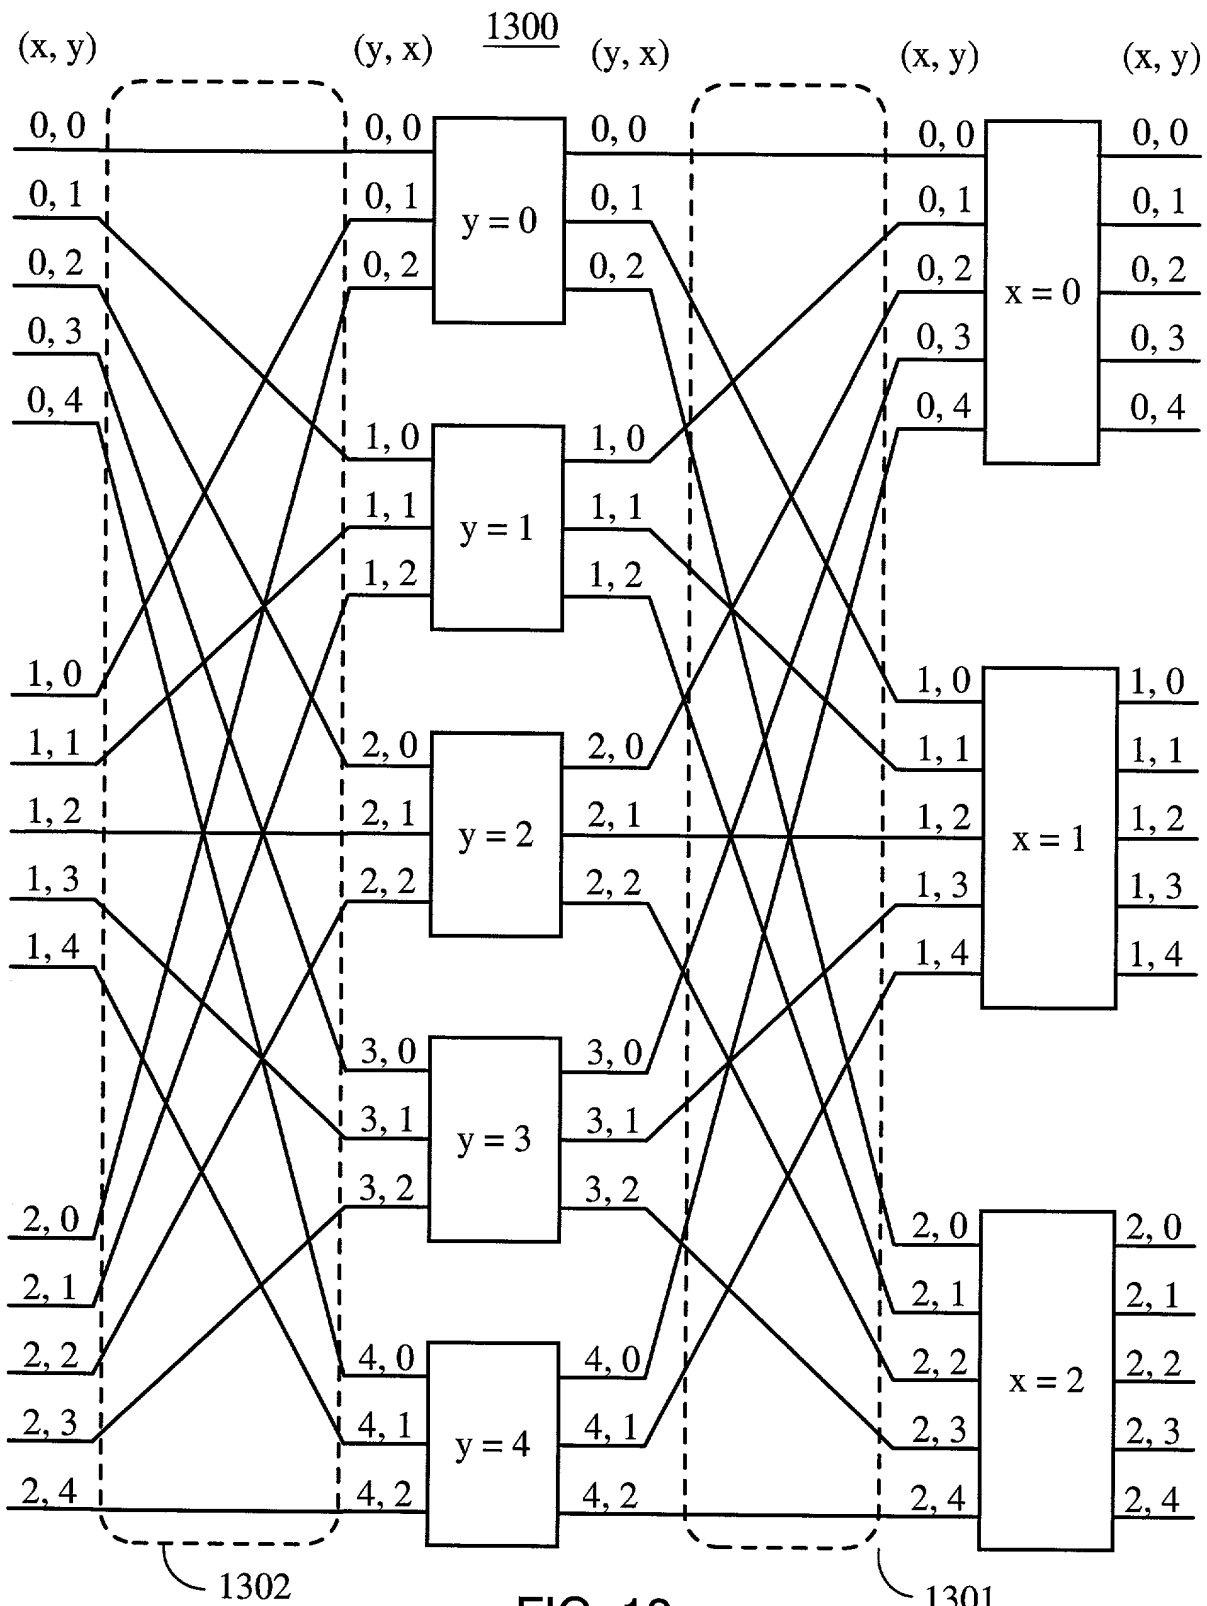 1300
(x, y) (y, x) (y, x) (x, y) (x, y)
0, 0 0, 0 0, 0 0, 0 0, 0
0, 1 0, 1 y = 0 0, 1 0, 1 0, 1
0, 2 0, 2 0, 2 0, 2 x = 0 0, 2
0, 3 0, 3 0, 3
0, 4 0, 4 0, 4
1, 0 1, 0
1, 1 y = 1 1, 1
1, 2 1, 2
1, 0 1, 0 1, 0
1, 1 2, 0 2, 0 1, 1 1, 1
1, 2 2, 1 y = 2 2, 1 1, 2 x = 1 1, 2
1, 3 2, 2 2, 2 1, 3 1, 3
1, 4 1, 4 1, 4
3, 0 3, 0
3, 1 y = 3 3, 1
3, 2 3, 2
2, 0 2, 0 2, 0
2, 1 2, 1 2, 1
2, 2 4, 0 4, 0 2, 2 x = 2 2, 2
2, 3 4, 1 y = 4 4, 1 2, 3 2, 3
2, 4 4, 2 4, 2 2, 4 2, 4
1302 1301
FIG.